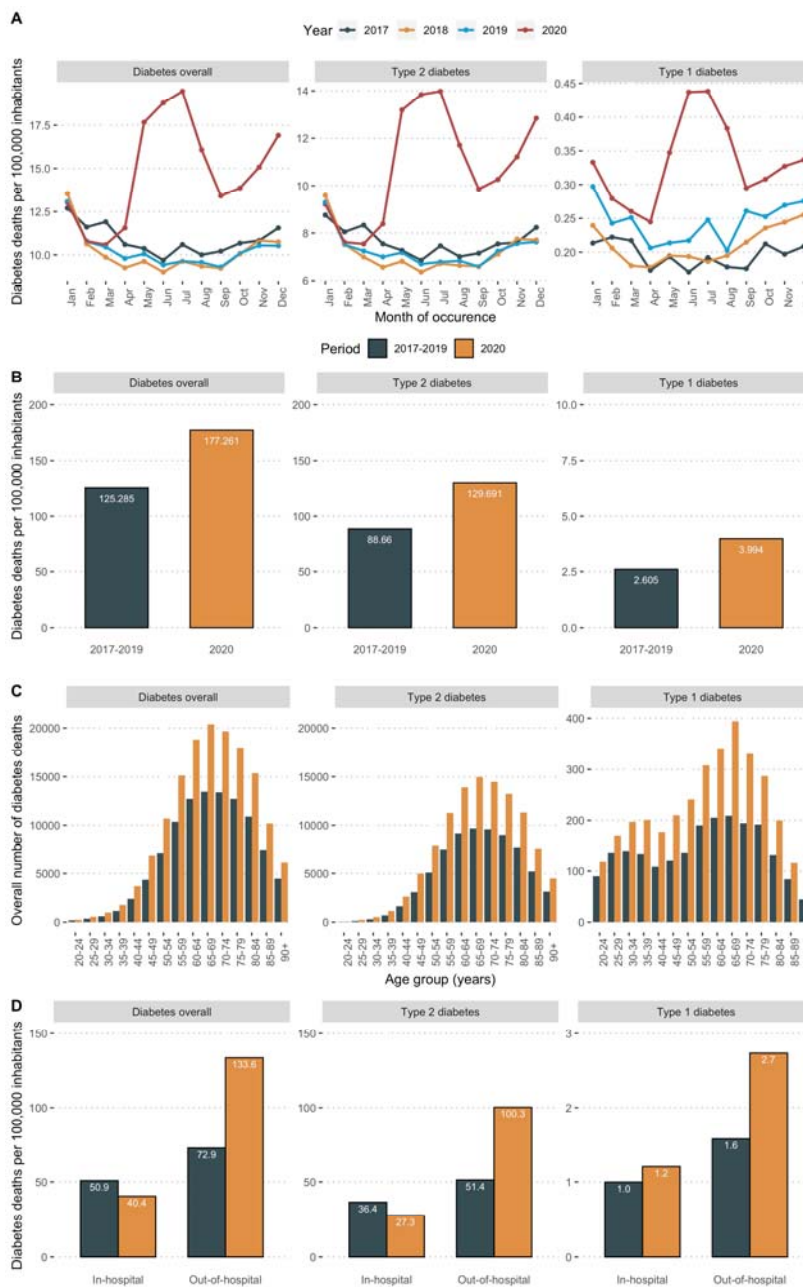 A
Year 2017 2018 2019 2020
Diabetes overall Type 2 diabetes Type 1 diabetes
Diabetes deaths per 100,000 inhabitants
17.5 15.0 12.5 10.0
14 12 10 8 6
0.45 0.40 0.35 0.30 0.25 0.20
Jan Feb Mar Apr May Jun Jul Aug Sep Oct Nov Dec
Jan Feb Mar Apr May Jun Jul Aug Sep Oct Nov Dec
Jan Feb Mar Apr May Jun Jul Aug Sep Oct Nov Dec
Month of occurence
Period 2017-2019 2020
B
Diabetes overall Type 2 diabetes Type 1 diabetes
Diabetes deaths per 100,000 inhabitants
200 150 100 50 0
177.261
125.285
200 150 100 50 0
129.691
88.66
10.0 7.5 5.0 2.5 0.0
3.994
2.605
2017-2019 2020 2017-2019 2020 2017-2019 2020
C
Diabetes overall Type 2 diabetes Type 1 diabetes
Overall number of diabetes deaths
20000 15000 10000 5000 0
20000 15000 10000 5000 0
400 300 200 100 0
20-24 25-29 30-34 35-39 40-44 45-49 50-54 55-59 60-64 65-69 70-74 75-79 80-84 85-89 90+
20-24 25-29 30-34 35-39 40-44 45-49 50-54 55-59 60-64 65-69 70-74 75-79 80-84 85-89 90+
20-24 25-29 30-34 35-39 40-44 45-49 50-54 55-59 60-64 65-69 70-74 75-79 80-84 85-89
Age group (years)
D
Diabetes overall Type 2 diabetes Type 1 diabetes
Diabetes deaths per 100,000 inhabitants
150 100 50 0
50.9 40.4 72.9 133.6
150 100 50 0
36.4 27.3 51.4 100.3
3 2 1 0
1.0 1.2 1.6 2.7
In-hospital Out-of-hospital In-hospital Out-of-hospital In-hospital Out-of-hospital